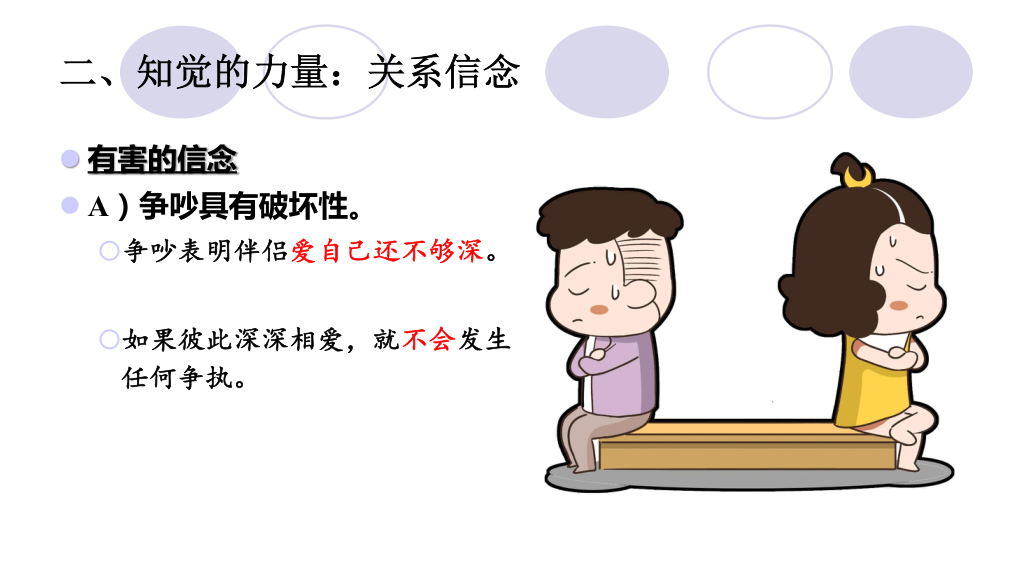 二、知觉的力量：关系信念
有害的信念
A）争吵具有破坏性。
争吵表明伴侣爱自己还不够深。
如果彼此深深相爱，就不会发生
任何争执。